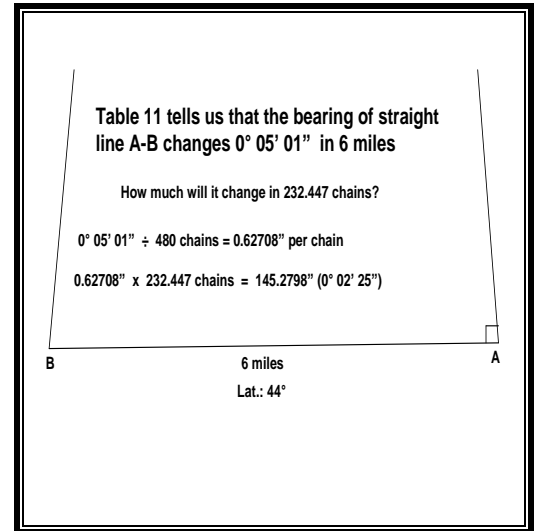 Table 11 tells us that the bearing of straight
line A-B changes 0° 05' 01” in 6 miles
How much will it change in 232.447 chains?
0° 05' 01” ÷ 480 chains = 0.62708” per chain
0.62708” x 232.447 chains = 145.2798” (0° 02' 25”)
B
6 miles
A
Lat.: 44°